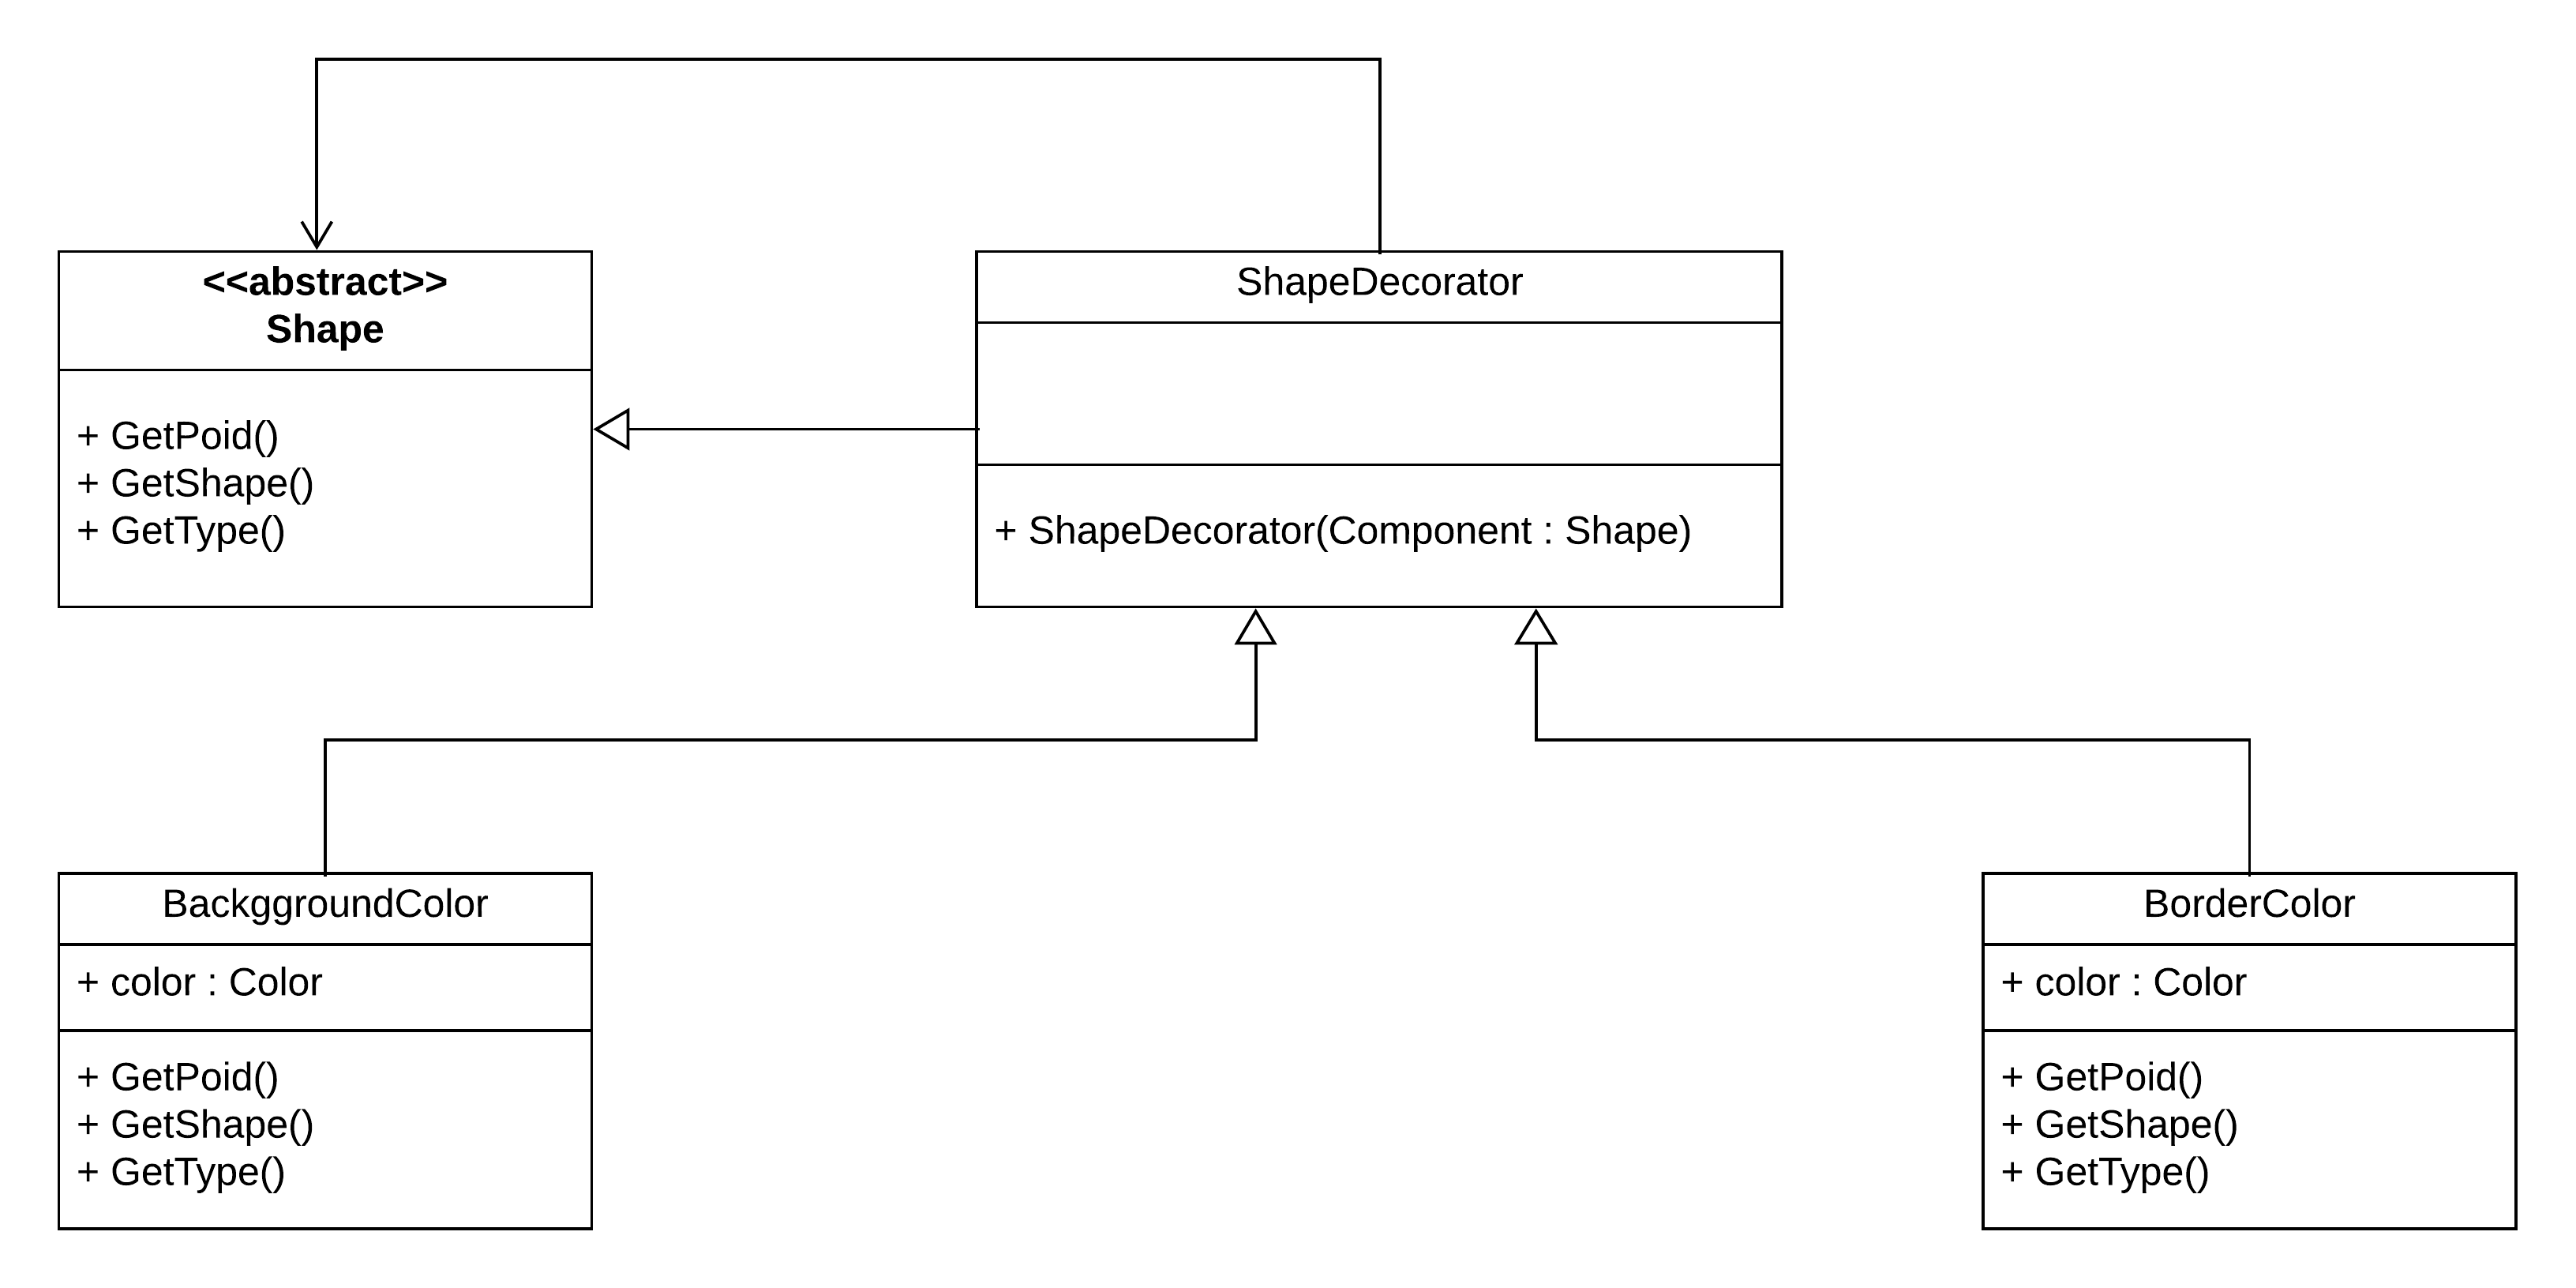 <<abstract>>
Shape
+ GetPoid()
+ GetShape()
+ GetType()
ShapeDecorator
+ ShapeDecorator(Component : Shape)
BackggroundColor
+ color : Color
+ GetPoid()
+ GetShape()
+ GetType()
BorderColor
+ color : Color
+ GetPoid()
+ GetShape()
+ GetType()